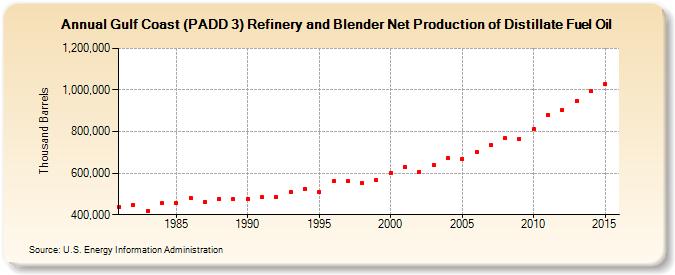 Annual Gulf Coast (PADD 3) Refinery and Blender Net Production of Distillate Fuel Oil
Thousand Barrels
1,200,000
1,000,000
800,000
600,000
400,000
1985 1990 1995 2000 2005 2010 2015
Source: U.S. Energy Information Administration